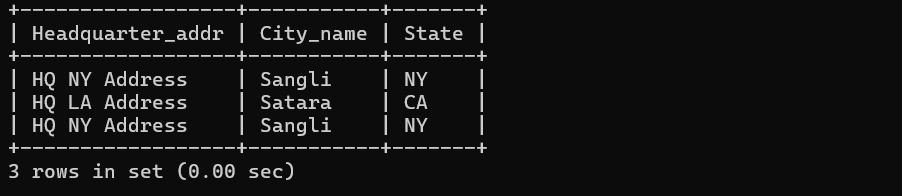 +------------------+-----------+-------+
| Headquarter_addr | City_name | State |
+------------------+-----------+-------+
| HQ NY Address    | Sangli    | NY    |
| HQ LA Address    | Satara    | CA    |
| HQ NY Address    | Sangli    | NY    |
+------------------+-----------+-------+
3 rows in set (0.00 sec)